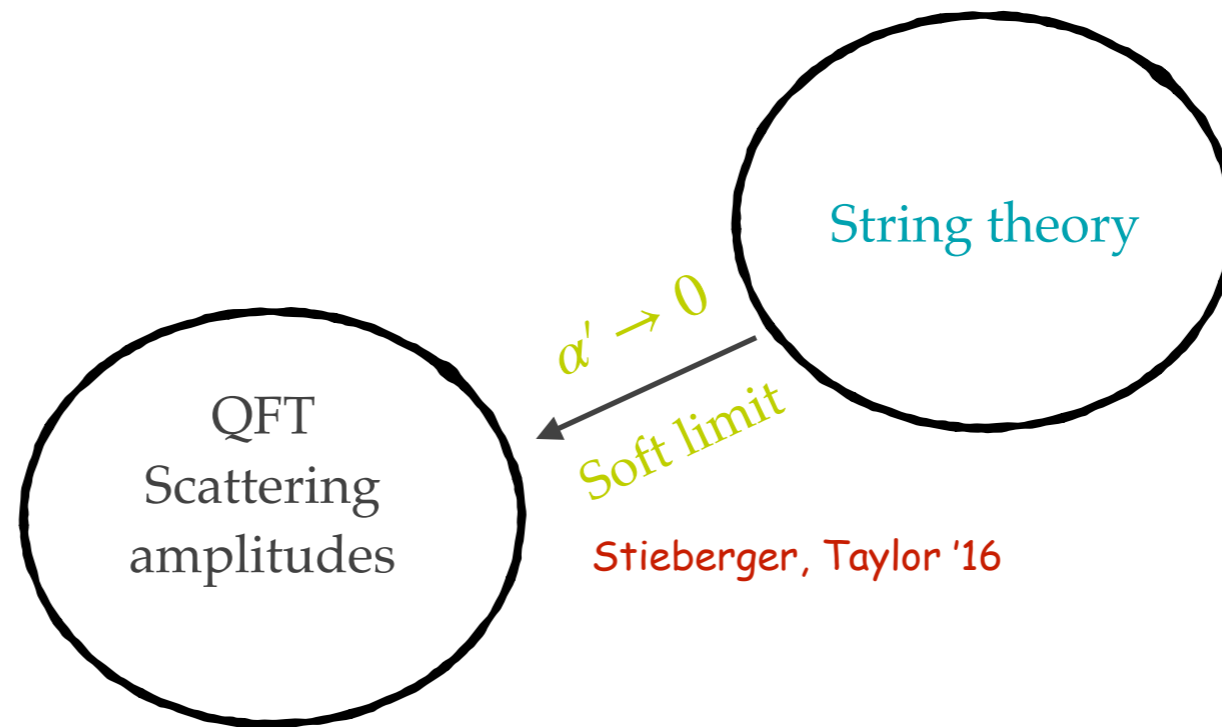 String theory
α' → 0
Soft limit
QFT
Scattering
amplitudes
Stieberger, Taylor '16